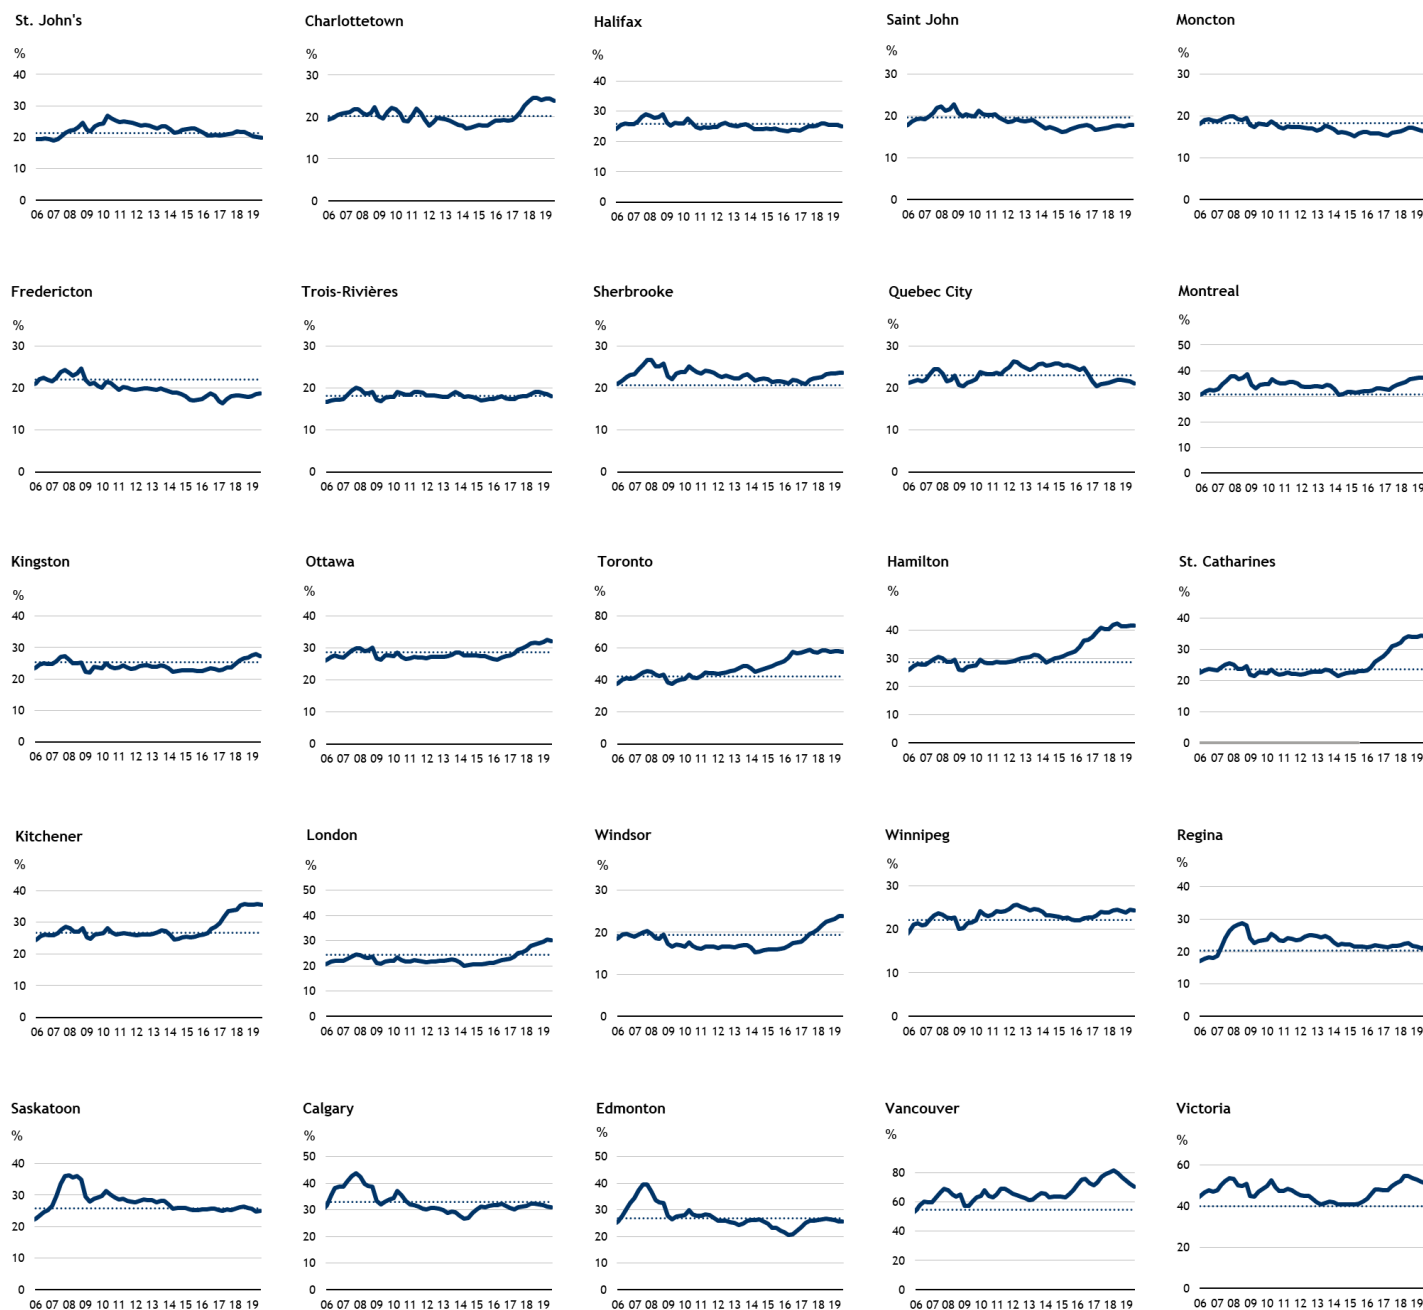 St. John's
%
40
30
20
10
0
06 07 08 09 10 11 12 13 14 15 16 17 18 19
Charlottetown
%
30
20
10
0
06 07 08 09 10 11 12 13 14 15 16 17 18 19
Halifax
%
40
30
20
10
0
06 07 08 09 10 11 12 13 14 15 16 17 18 19
Saint John
%
30
20
10
0
06 07 08 09 10 11 12 13 14 15 16 17 18 19
Moncton
%
30
20
10
0
06 07 08 09 10 11 12 13 14 15 16 17 18 19
Fredericton
%
30
20
10
0
06 07 08 09 10 11 12 13 14 15 16 17 18 19
Trois-Rivières
%
30
20
10
0
06 07 08 09 10 11 12 13 14 15 16 17 18 19
Sherbrooke
%
30
20
10
0
06 07 08 09 10 11 12 13 14 15 16 17 18 19
Quebec City
%
30
20
10
0
06 07 08 09 10 11 12 13 14 15 16 17 18 19
Montreal
%
50
40
30
20
10
0
06 07 08 09 10 11 12 13 14 15 16 17 18 19
Kingston
%
40
30
20
10
0
06 07 08 09 10 11 12 13 14 15 16 17 18 19
Ottawa
%
40
30
20
10
0
06 07 08 09 10 11 12 13 14 15 16 17 18 19
Toronto
%
80
60
40
20
0
06 07 08 09 10 11 12 13 14 15 16 17 18 19
Hamilton
%
40
30
20
10
0
06 07 08 09 10 11 12 13 14 15 16 17 18 19
St. Catharines
%
40
30
20
10
0
06 07 08 09 10 11 12 13 14 15 16 17 18 19
Kitchener
%
40
30
20
10
0
06 07 08 09 10 11 12 13 14 15 16 17 18 19
London
%
50
40
30
20
10
0
06 07 08 09 10 11 12 13 14 15 16 17 18 19
Windsor
%
30
20
10
0
06 07 08 09 10 11 12 13 14 15 16 17 18 19
Winnipeg
%
30
20
10
0
06 07 08 09 10 11 12 13 14 15 16 17 18 19
Regina
%
40
30
20
10
0
06 07 08 09 10 11 12 13 14 15 16 17 18 19
Saskatoon
%
40
30
20
10
0
06 07 08 09 10 11 12 13 14 15 16 17 18 19
Calgary
%
50
40
30
20
10
0
06 07 08 09 10 11 12 13 14 15 16 17 18 19
Edmonton
%
50
40
30
20
10
0
06 07 08 09 10 11 12 13 14 15 16 17 18 19
Vancouver
%
80
60
40
20
0
06 07 08 09 10 11 12 13 14 15 16 17 18 19
Victoria
%
60
40
20
0
06 07 08 09 10 11 12 13 14 15 16 17 18 19